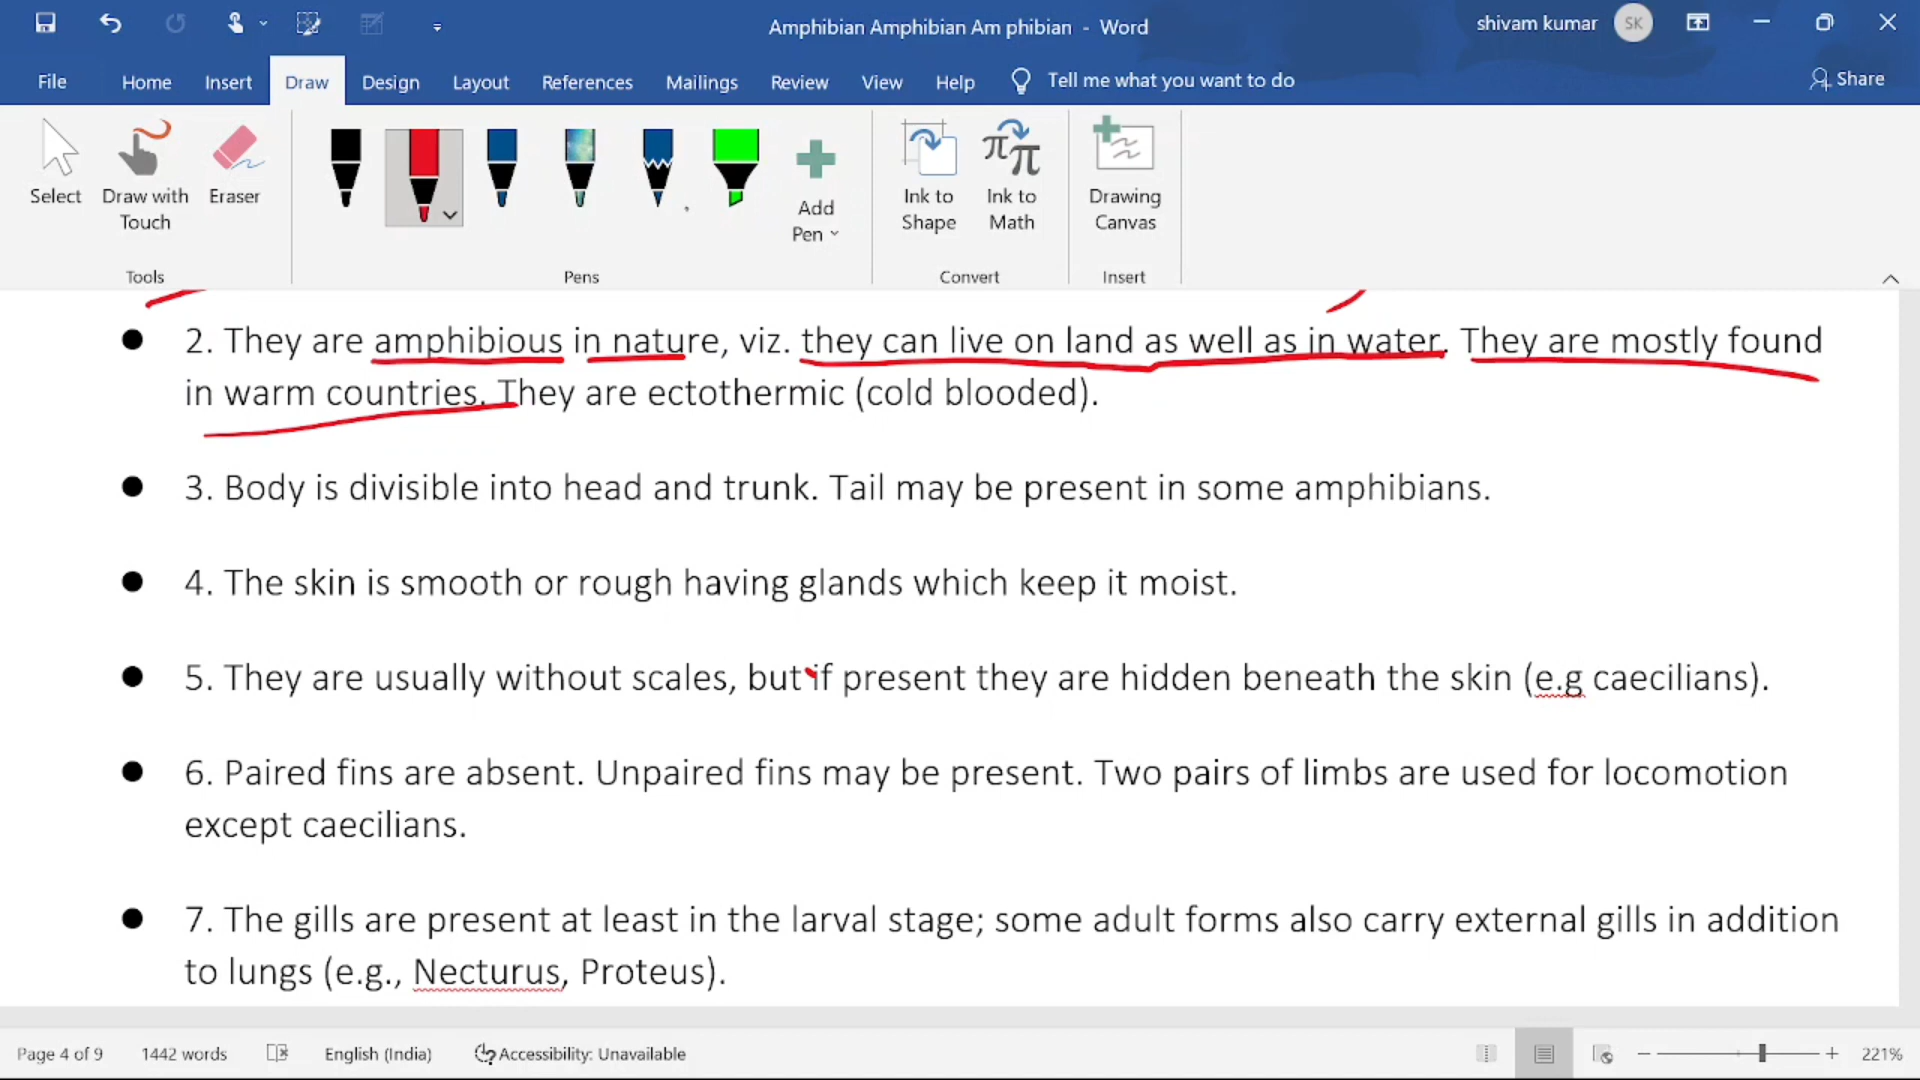 Amphibian Amphibian Am phibian - Word
shivam kumar SK
File Home Insert Draw Design Layout References Mailings Review View Help Tell me what you want to do Share
Select Draw with Touch Eraser Add Pen Ink to Shape Ink to Math Drawing Canvas
Tools Pens Convert Insert
● 2. They are amphibious in nature, viz. they can live on land as well as in water. They are mostly found
in warm countries. They are ectothermic (cold blooded).
● 3. Body is divisible into head and trunk. Tail may be present in some amphibians.
● 4. The skin is smooth or rough having glands which keep it moist.
● 5. They are usually without scales, but if present they are hidden beneath the skin (e.g caecilians).
● 6. Paired fins are absent. Unpaired fins may be present. Two pairs of limbs are used for locomotion
except caecilians.
● 7. The gills are present at least in the larval stage; some adult forms also carry external gills in addition
to lungs (e.g., Necturus, Proteus).
Page 4 of 9 1442 words English (India) Accessibility: Unavailable 221%